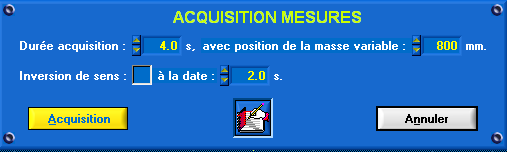 ACQUISITION MESURES
Durée acquisition : 4.0 s, avec position de la masse variable : 800 mm.
Inversion de sens : à la date : 2.0 s.
Acquisition Annuler